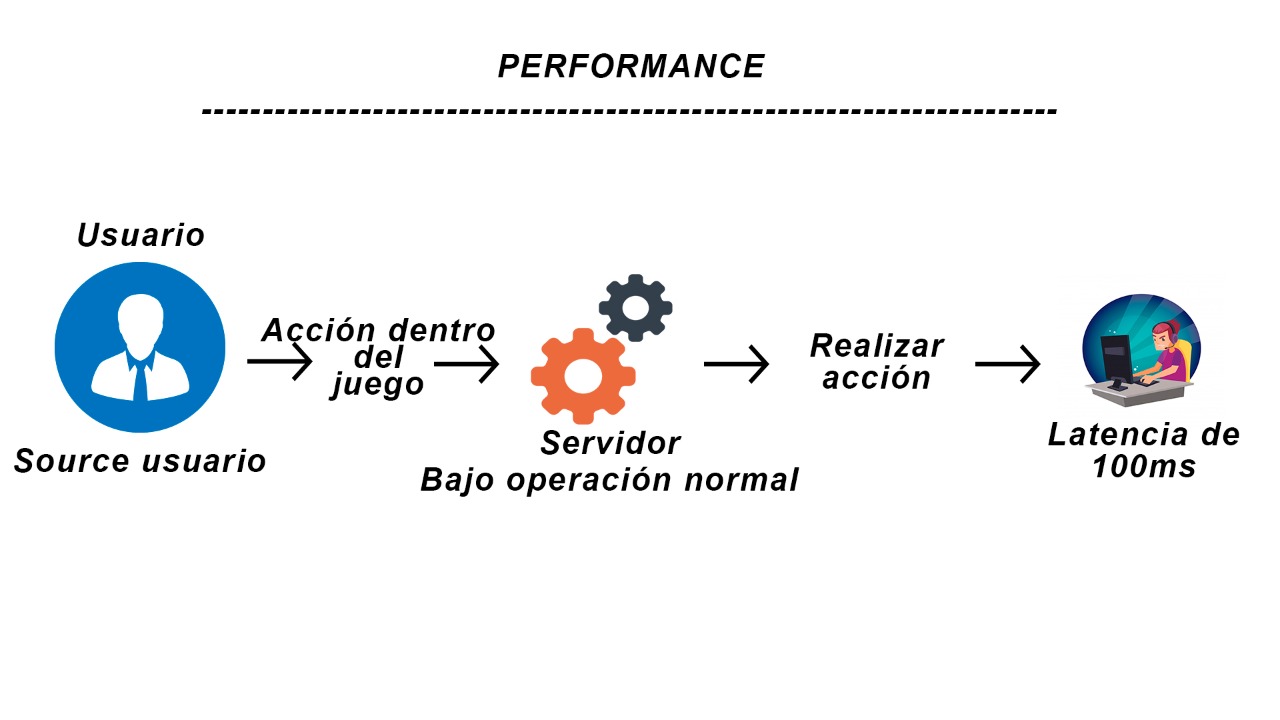 PERFORMANCE
----------------------------------------------------------------------
Usuario
Source usuario
Acción dentro
del
juego
Servidor
Bajo operación normal
Realizar
acción
Latencia de
100ms